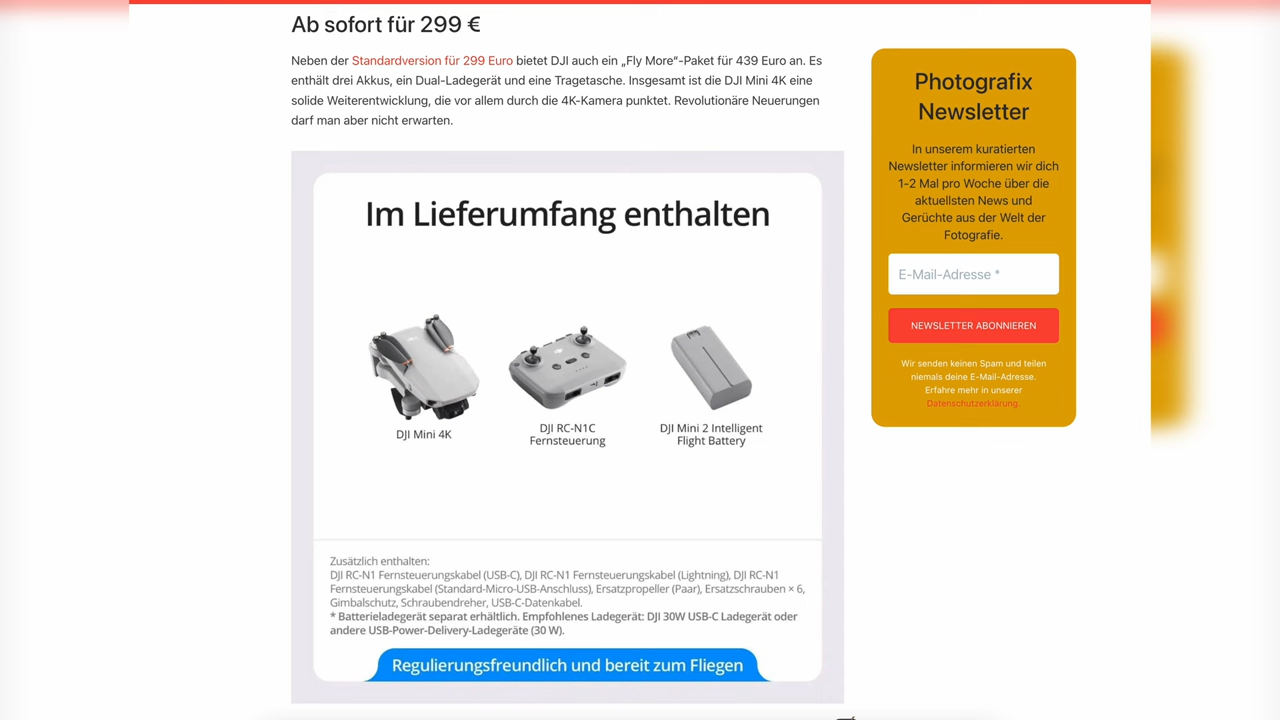 Ab sofort für 299 €
Neben der Standardversion für 299 Euro bietet DJI auch ein „Fly More“-Paket für 439 Euro an. Es
enthält drei Akkus, ein Dual-Ladegerät und eine Tragetasche. Insgesamt ist die DJI Mini 4K eine
solide Weiterentwicklung, die vor allem durch die 4K-Kamera punktet. Revolutionäre Neuerungen
darf man aber nicht erwarten.
Im Lieferumfang enthalten
DJI Mini 4K
DJI RC-N1C
Fernsteuerung
DJI Mini 2 Intelligent
Flight Battery
Zusätzlich enthalten:
DJI RC-N1 Fernsteuerungskabel (USB-C), DJI RC-N1 Fernsteuerungskabel (Lightning), DJI RC-N1
Fernsteuerungskabel (Standard-Micro-USB-Anschluss), Ersatzpropeller (Paar), Ersatzschrauben × 6,
Gimbalschutz, Schraubendreher, USB-C-Datenkabel.
* Batterieladegerät separat erhältlich. Empfohlenes Ladegerät: DJI 30W USB-C Ladegerät oder
andere USB-Power-Delivery-Ladegeräte (30 W).
Regulierungsfreundlich und bereit zum Fliegen
Photografix
Newsletter
In unserem kuratierten
Newsletter informieren wir dich
1-2 Mal pro Woche über die
aktuellsten News und
Gerüchte aus der Welt der
Fotografie.
E-Mail-Adresse *
NEWSLETTER ABONNIEREN
Wir senden keinen Spam und teilen
niemals deine E-Mail-Adresse.
Erfahre mehr in unserer
Datenschutzerklärung.